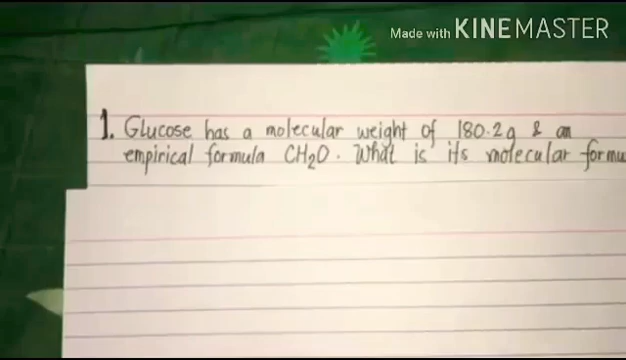 Made with KINEMASTER
1. Glucose has a molecular weight of 180.2g & an
empirical formula CH₂O. What is its molecular formu